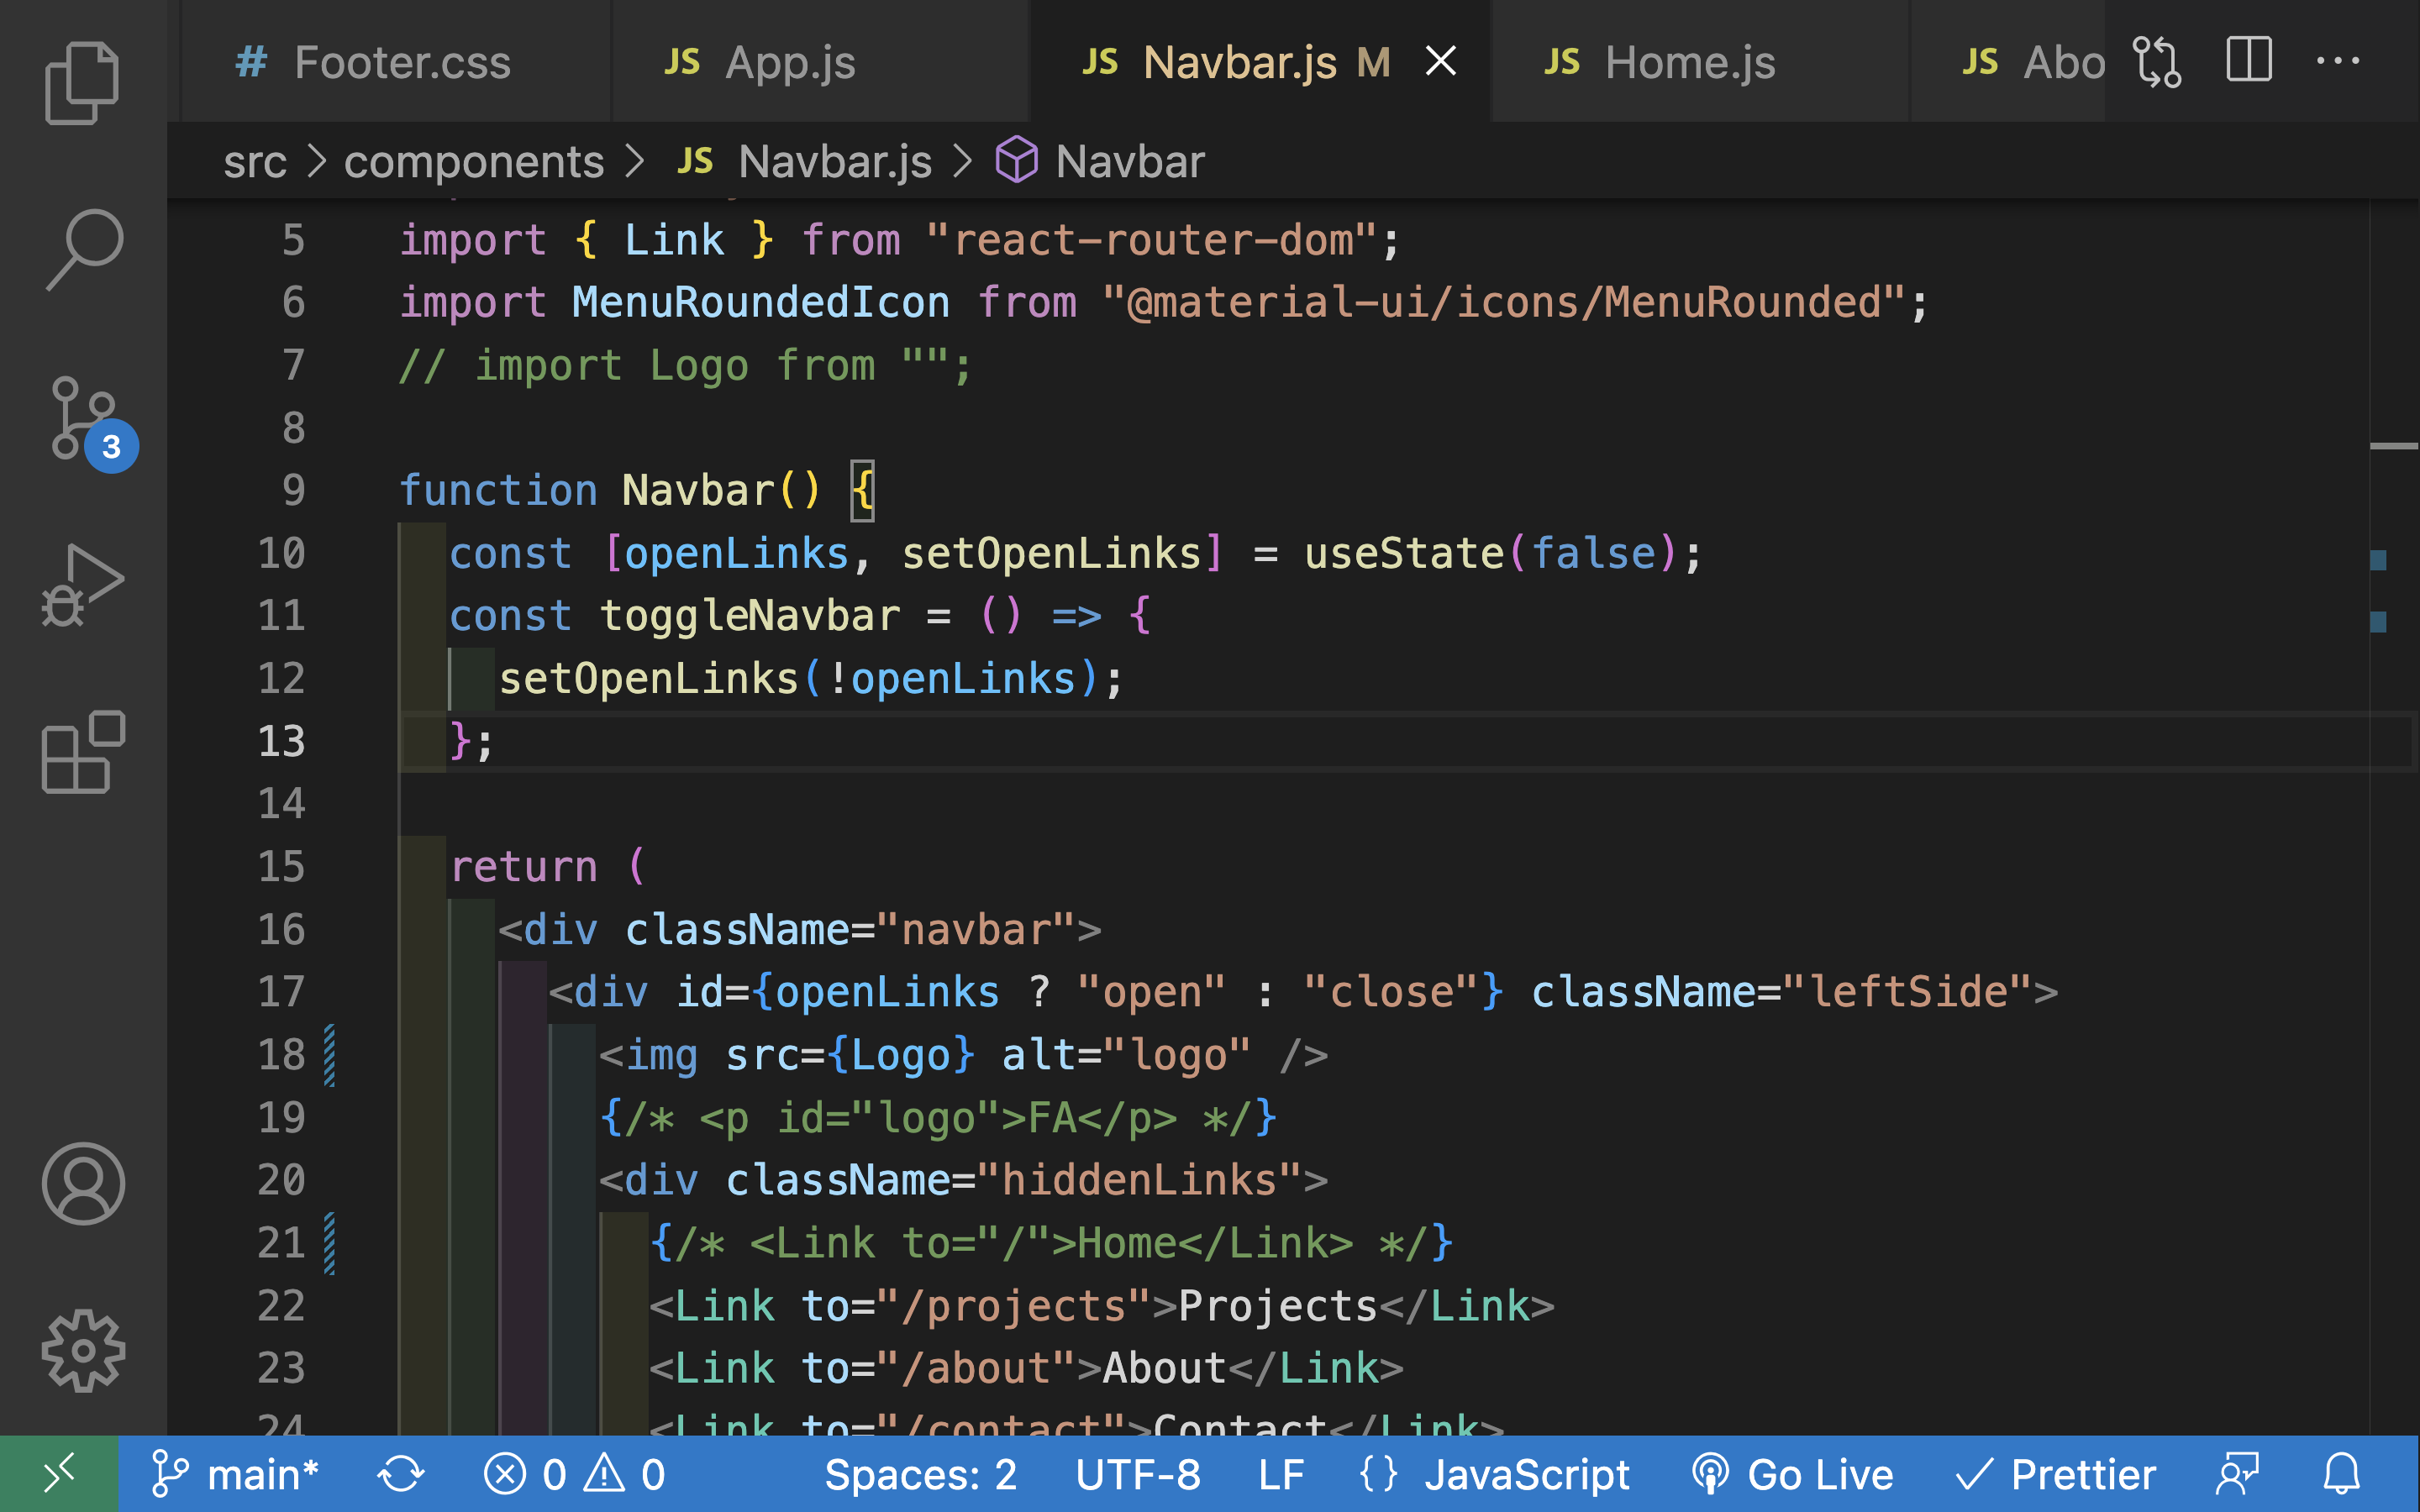 # Footer.css JS App.js JS Navbar.js M JS Home.js JS Abo
src > components > JS Navbar.js > Navbar
5 import { Link } from "react-router-dom";
6 import MenuRoundedIcon from "@material-ui/icons/MenuRounded";
7 // import Logo from "";
8
9 function Navbar() {
10 const [openLinks, setOpenLinks] = useState(false);
11 const toggleNavbar = () => {
12 setOpenLinks(!openLinks);
13 };
14
15 return (
16 <div className="navbar">
17 <div id={openLinks ? "open" : "close"} className="leftSide">
18 <img src={Logo} alt="logo" />
19 {/* <p id="logo">FA</p> */}
20 <div className="hiddenLinks">
21 {/* <Link to="/">Home</Link> */}
22 <Link to="/projects">Projects</Link>
23 <Link to="/about">About</Link>
24 <Link to="/contact">Contact</Link>
3
main* 0 0 Spaces: 2 UTF-8 LF {} JavaScript Go Live Prettier